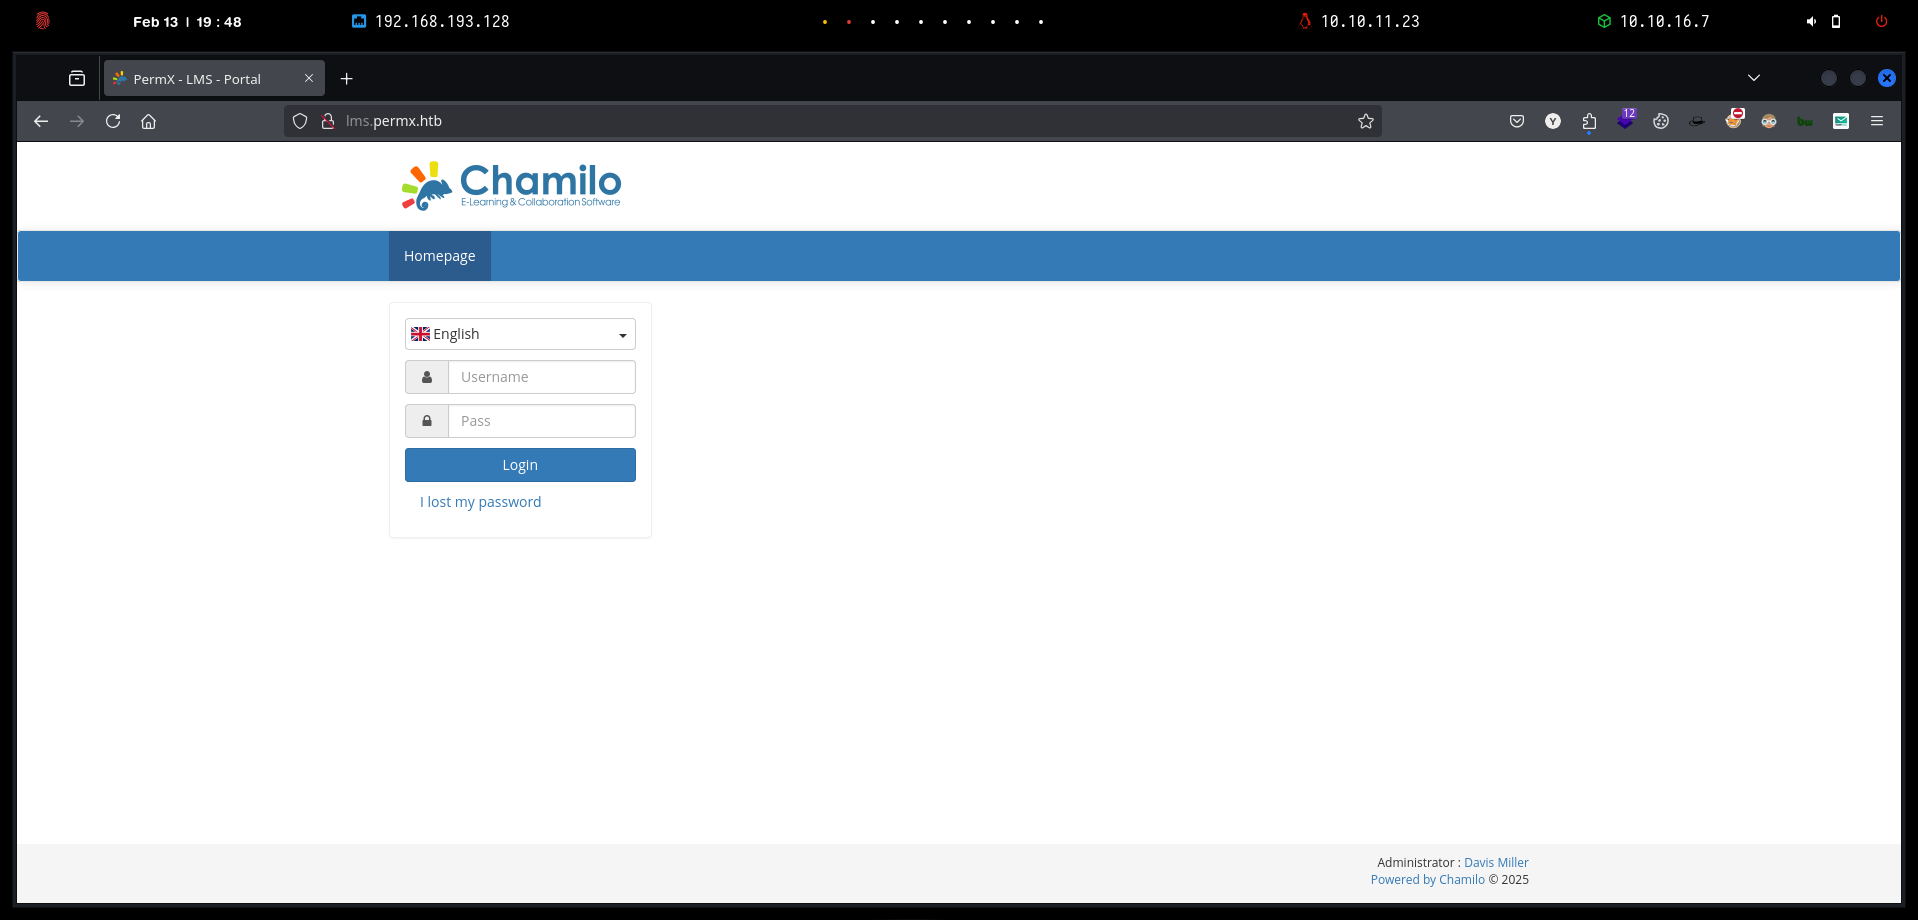 Feb 13 | 19 : 48
192.168.193.128
10.10.11.23
10.10.16.7
PermX - LMS - Portal
lms.permx.htb
Y
12
bw
Chamilo
E-Learning & Collaboration Software
Homepage
English
Username
Pass
Login
I lost my password
Administrator : Davis Miller
Powered by Chamilo © 2025